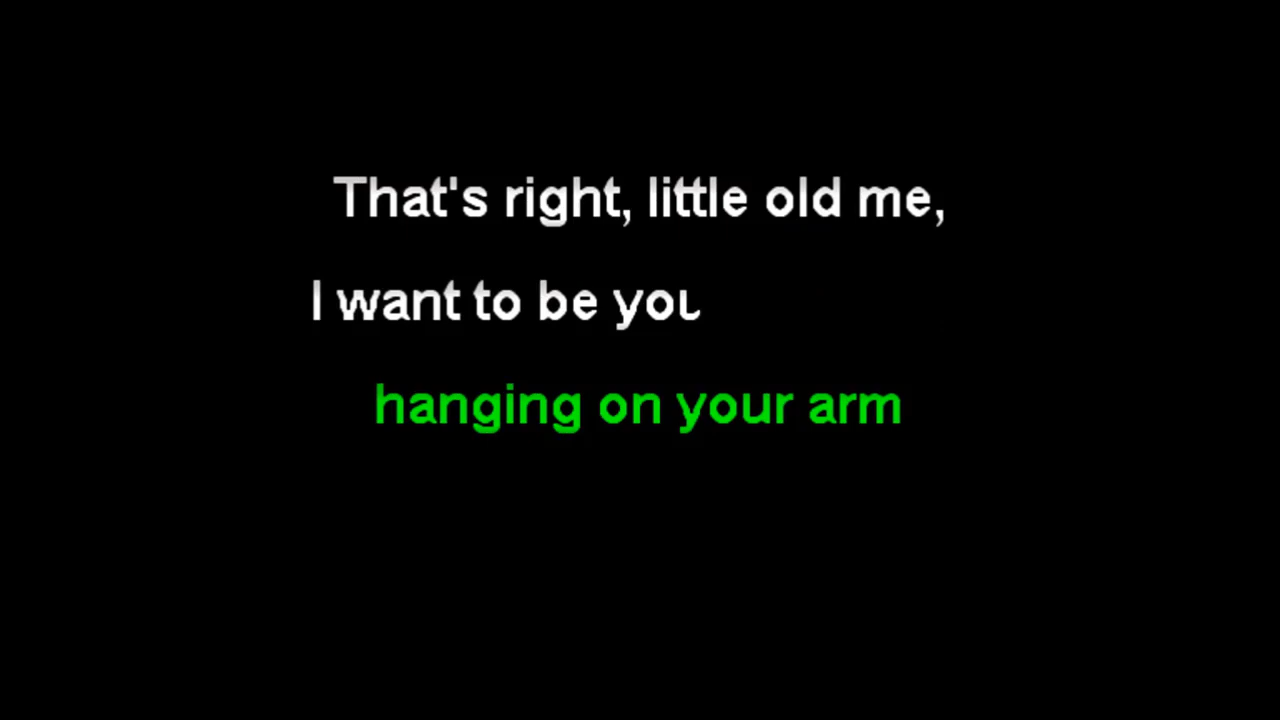 That's right, little old me,
I want to be you
hanging on your arm